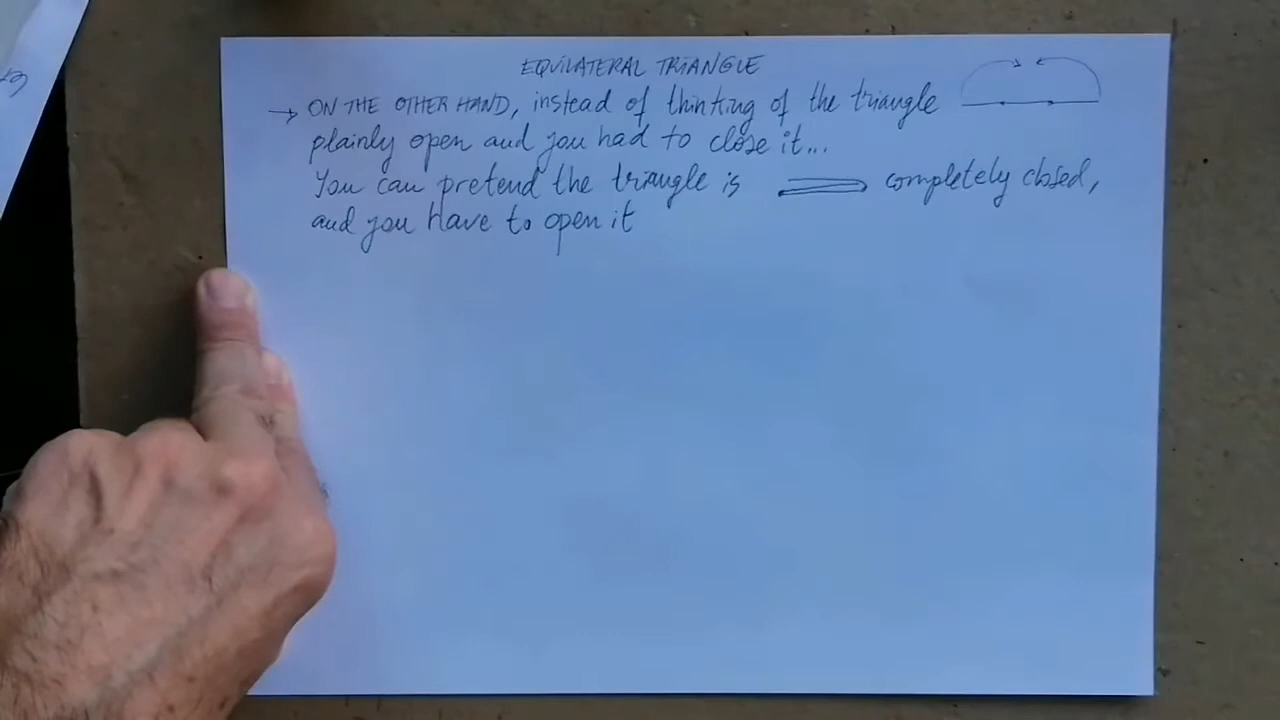 EQUILATERAL TRIANGLE
→ ON THE OTHER HAND, instead of thinking of the triangle
plainly open and you had to close it...
You can pretend the triangle is completely closed,
and you have to open it